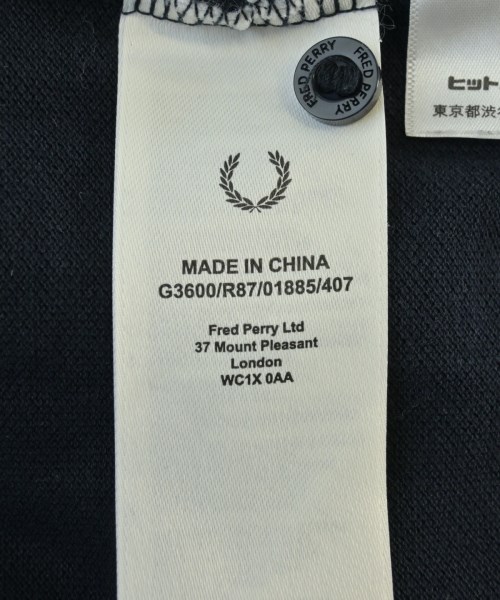 FRED PERRY FRED PERRY
ヒット
東京都渋
MADE IN CHINA
G3600/R87/01885/407
Fred Perry Ltd
37 Mount Pleasant
London
WC1X 0AA